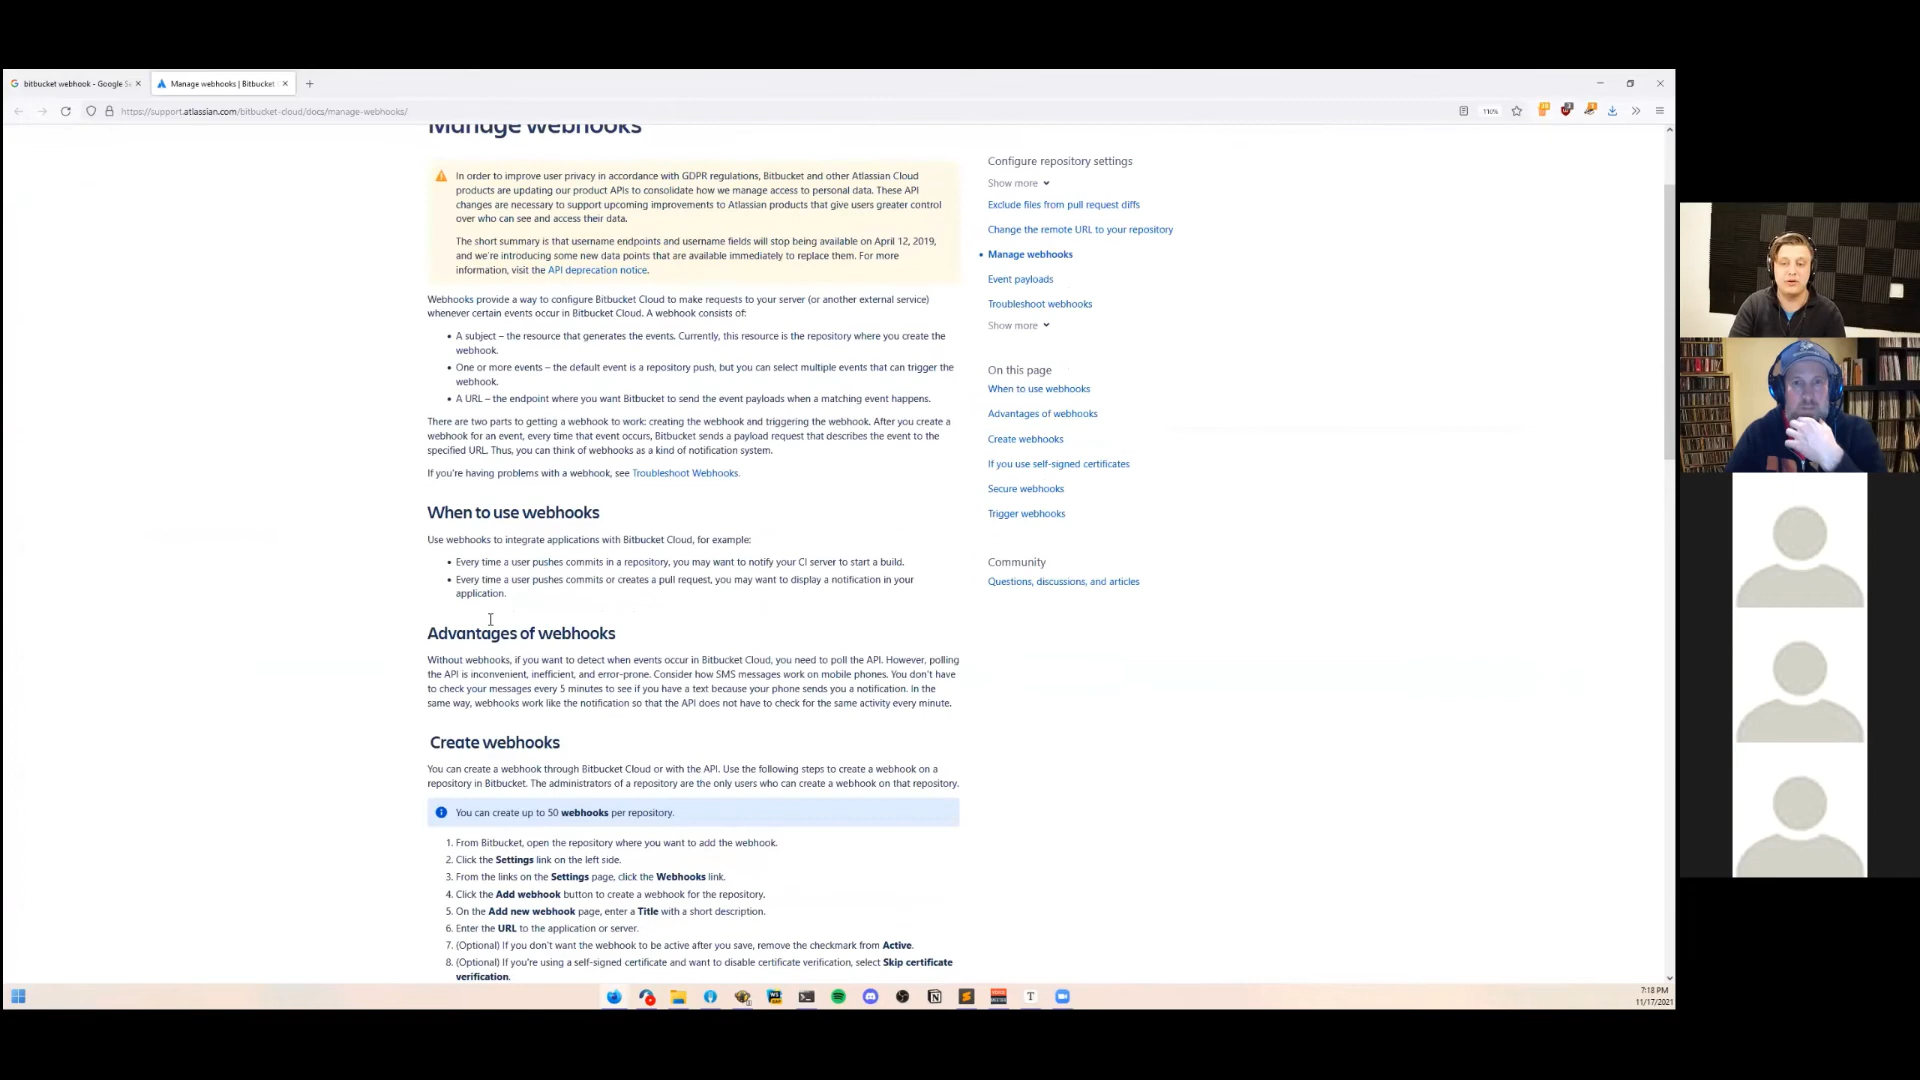 bitbucket webhook - Google S
Manage webhooks | Bitbucket
https://support.atlassian.com/bitbucket-cloud/docs/manage-webhooks/
110%
Manage webhooks
In order to improve user privacy in accordance with GDPR regulations, Bitbucket and other Atlassian Cloud
products are updating our product APIs to consolidate how we manage access to personal data. These API
changes are necessary to support upcoming improvements to Atlassian products that give users greater control
over who can see and access their data.
The short summary is that username endpoints and username fields will stop being available on April 12, 2019,
and we're introducing some new data points that are available immediately to replace them. For more
information, visit the API deprecation notice.
Webhooks provide a way to configure Bitbucket Cloud to make requests to your server (or another external service)
whenever certain events occur in Bitbucket Cloud. A webhook consists of:
• A subject – the resource that generates the events. Currently, this resource is the repository where you create the
webhook.
• One or more events – the default event is a repository push, but you can select multiple events that can trigger the
webhook.
• A URL – the endpoint where you want Bitbucket to send the event payloads when a matching event happens.
There are two parts to getting a webhook to work: creating the webhook and triggering the webhook. After you create a
webhook for an event, every time that event occurs, Bitbucket sends a payload request that describes the event to the
specified URL. Thus, you can think of webhooks as a kind of notification system.
If you're having problems with a webhook, see Troubleshoot Webhooks.
When to use webhooks
Use webhooks to integrate applications with Bitbucket Cloud, for example:
• Every time a user pushes commits in a repository, you may want to notify your CI server to start a build.
• Every time a user pushes commits or creates a pull request, you may want to display a notification in your
application.
Advantages of webhooks
Without webhooks, if you want to detect when events occur in Bitbucket Cloud, you need to poll the API. However, polling
the API is inconvenient, inefficient, and error-prone. Consider how SMS messages work on mobile phones. You don't have
to check your messages every 5 minutes to see if you have a text because your phone sends you a notification. In the
same way, webhooks work like the notification so that the API does not have to check for the same activity every minute.
Create webhooks
You can create a webhook through Bitbucket Cloud or with the API. Use the following steps to create a webhook on a
repository in Bitbucket. The administrators of a repository are the only users who can create a webhook on that repository.
You can create up to 50 webhooks per repository.
1. From Bitbucket, open the repository where you want to add the webhook.
2. Click the Settings link on the left side.
3. From the links on the Settings page, click the Webhooks link.
4. Click the Add webhook button to create a webhook for the repository.
5. On the Add new webhook page, enter a Title with a short description.
6. Enter the URL to the application or server.
7. (Optional) If you don't want the webhook to be active after you save, remove the checkmark from Active.
8. (Optional) If you're using a self-signed certificate and want to disable certificate verification, select Skip certificate
verification.
Configure repository settings
Show more
Exclude files from pull request diffs
Change the remote URL to your repository
• Manage webhooks
Event payloads
Troubleshoot webhooks
Show more
On this page
When to use webhooks
Advantages of webhooks
Create webhooks
If you use self-signed certificates
Secure webhooks
Trigger webhooks
Community
Questions, discussions, and articles
7:18 PM
11/17/2021